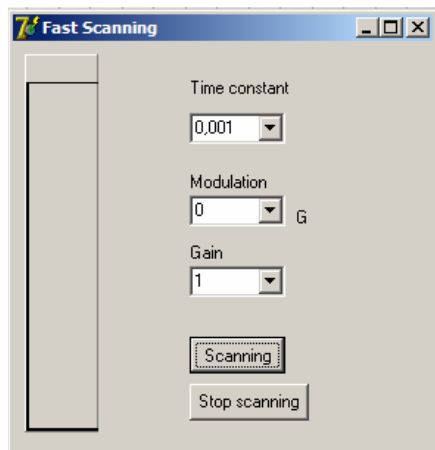 Fast Scanning
Time constant
0,001
Modulation
0
G
Gain
1
Scanning
Stop scanning